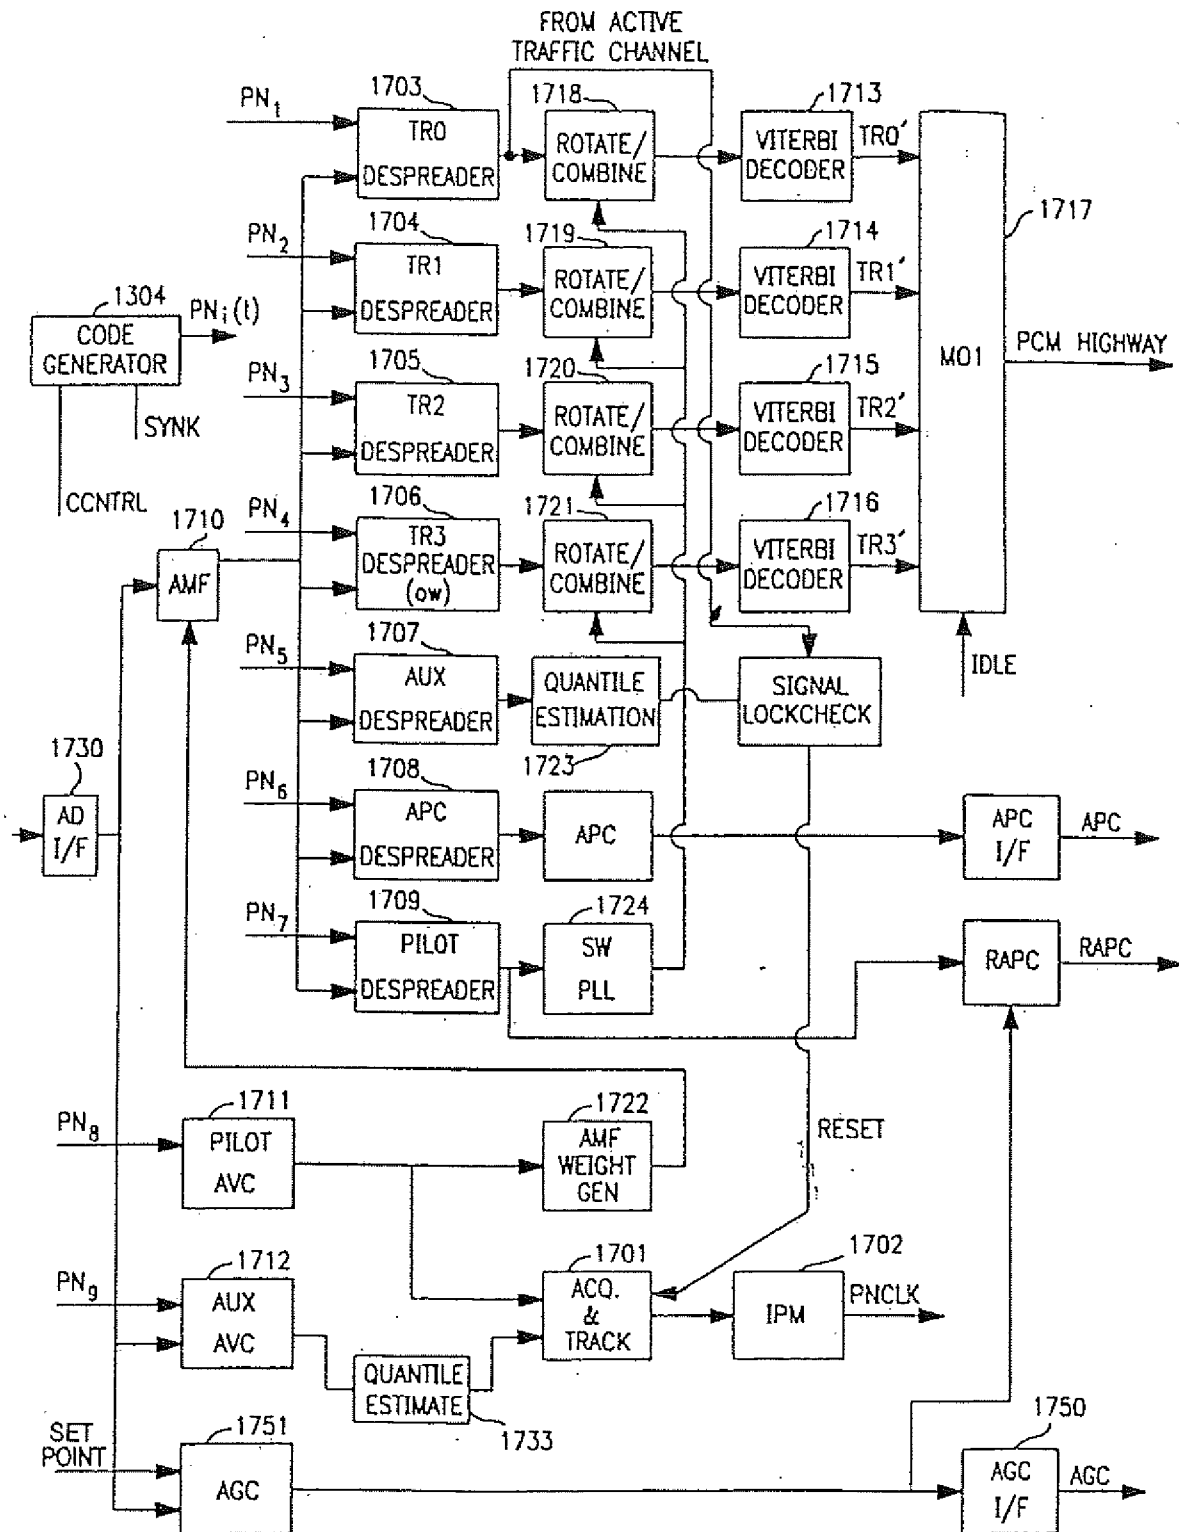 FROM ACTIVE
TRAFFIC CHANNEL
PN1
1703
TR0
DESPREADER
1718
ROTATE/
COMBINE
1713
VITERBI
DECODER
TR0'
1717
M01
PCM HIGHWAY
IDLE
PN2
1704
TR1
DESPREADER
1719
ROTATE/
COMBINE
1714
VITERBI
DECODER
TR1'
1304
CODE
GENERATOR
PNi(t)
SYNK
CCNTRL
PN3
1705
TR2
DESPREADER
1720
ROTATE/
COMBINE
1715
VITERBI
DECODER
TR2'
1710
AMF
PN4
1706
TR3
DESPREADER
(OW)
1721
ROTATE/
COMBINE
1716
VITERBI
DECODER
TR3'
PN5
1707
AUX
DESPREADER
QUANTILE
ESTIMATION
1723
SIGNAL
LOCKCHECK
1730
AD
I/F
PN6
1708
APC
DESPREADER
APC
APC
I/F
APC
PN7
1709
PILOT
DESPREADER
1724
SW
PLL
RAPC
RAPC
PN8
1711
PILOT
AVC
1722
AMF
WEIGHT
GEN
RESET
PN9
1712
AUX
AVC
QUANTILE
ESTIMATE
1733
1701
ACQ.
&
TRACK
1702
IPM
PNCLK
SET
POINT
1751
AGC
1750
AGC
I/F
AGC